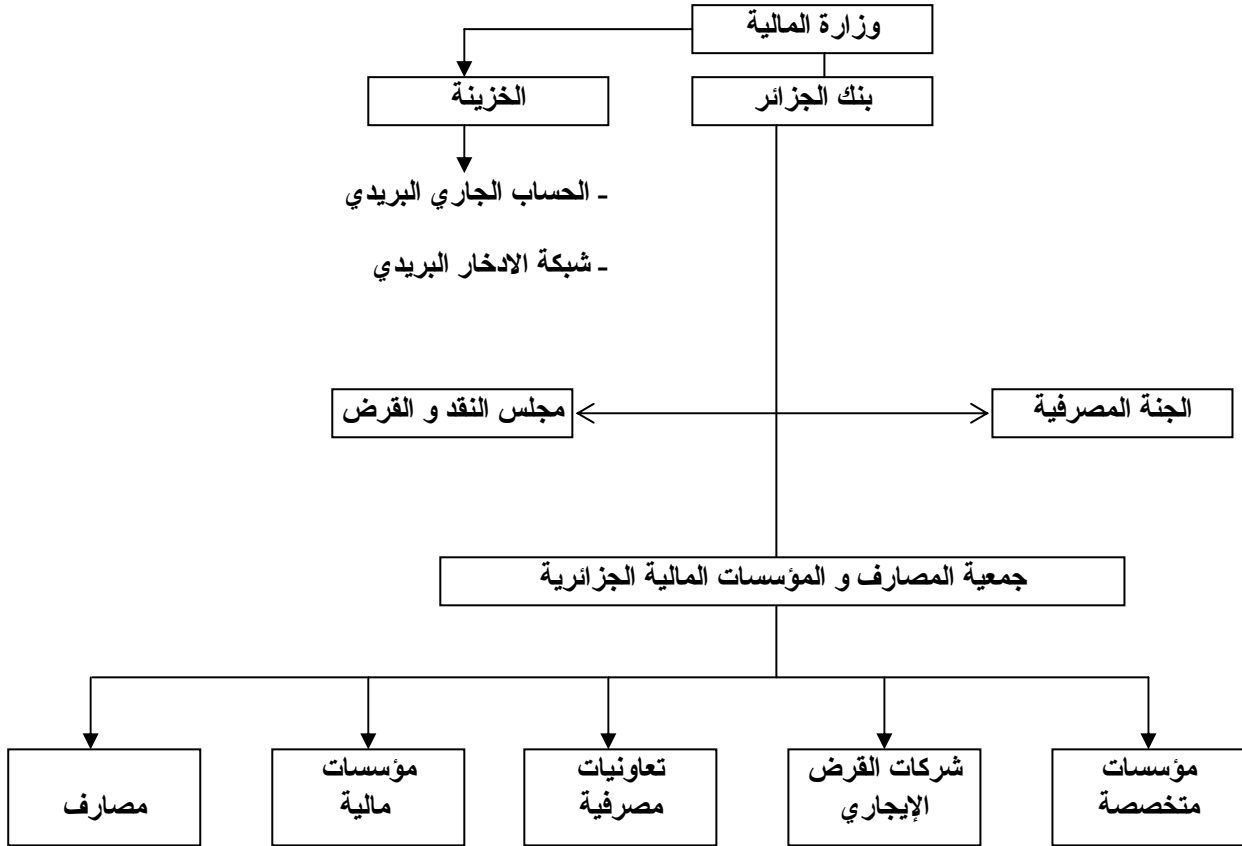 وزارة المالية
بنك الجزائر
الخزينة
- الحساب الجاري البريدي
- شبكة الادخار البريدي
الجنة المصرفية
مجلس النقد و القرض
جمعية المصارف و المؤسسات المالية الجزائرية
مؤسسات
متخصصة
شركات القرض
الإيجاري
تعاونيات
مصرفية
مؤسسات
مالية
مصارف